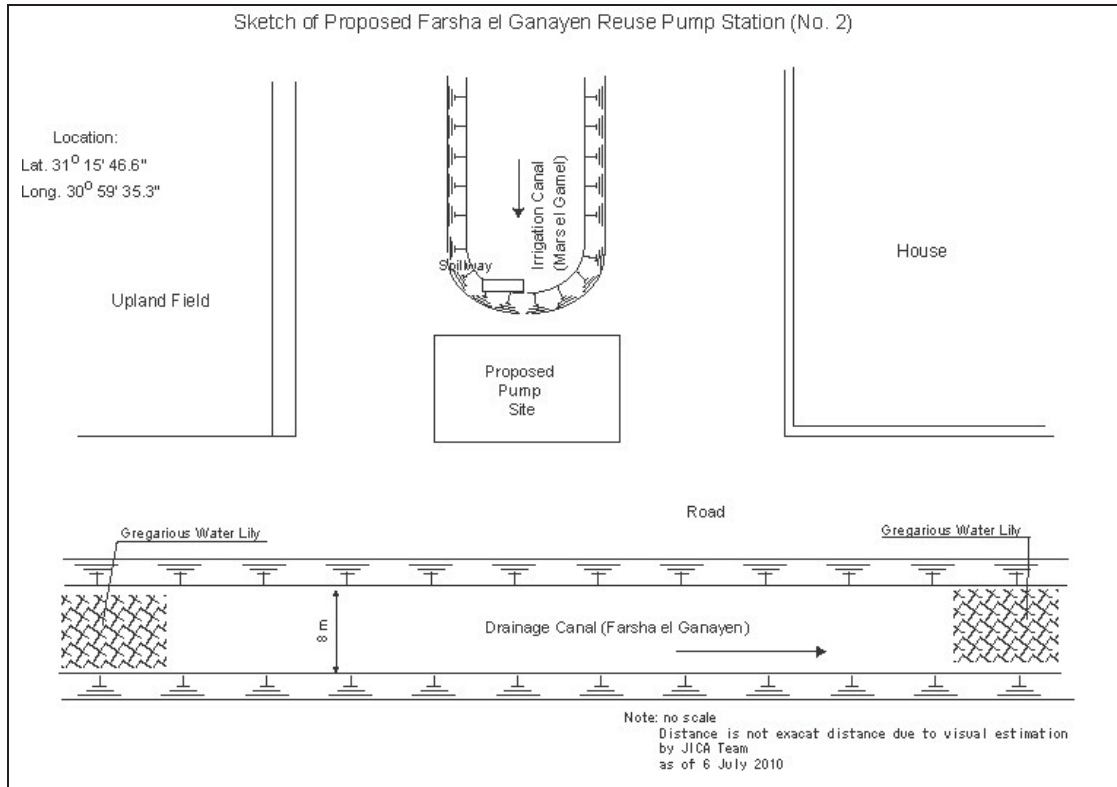 Sketch of Proposed Farsha el Ganayen Reuse Pump Station (No. 2)
Location:
Lat. 31° 15' 46.6"
Long. 30° 59' 35.3"
Irrigation Canal
(Mars el Gamel)
Spillway
House
Upland Field
Proposed
Pump
Site
Road
Gregarious Water Lily
Gregarious Water Lily
8 m
Drainage Canal (Farsha el Ganayen)
Note: no scale
Distance is not exacat distance due to visual estimation
by JICA Team
as of 6 July 2010